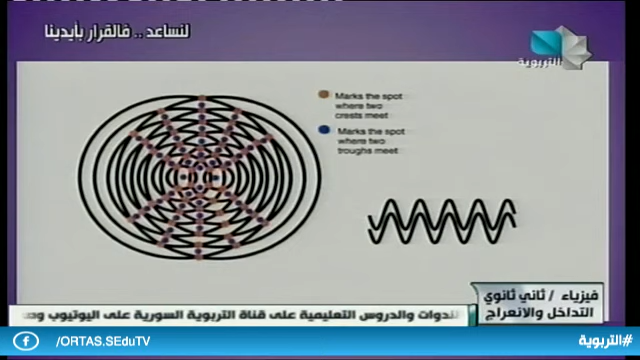 لنساعد .. فالقرار بأيدينا
التربوية
Marks the spot
where two
crests meet
Marks the spot
where two
troughs meet
فيزياء / ثاني ثانوي
التداخل والانعراج
الندوات والدروس التعليمية على قناة التربوية السورية على اليوتيوب
/ORTAS.SEduTV
#التربوية